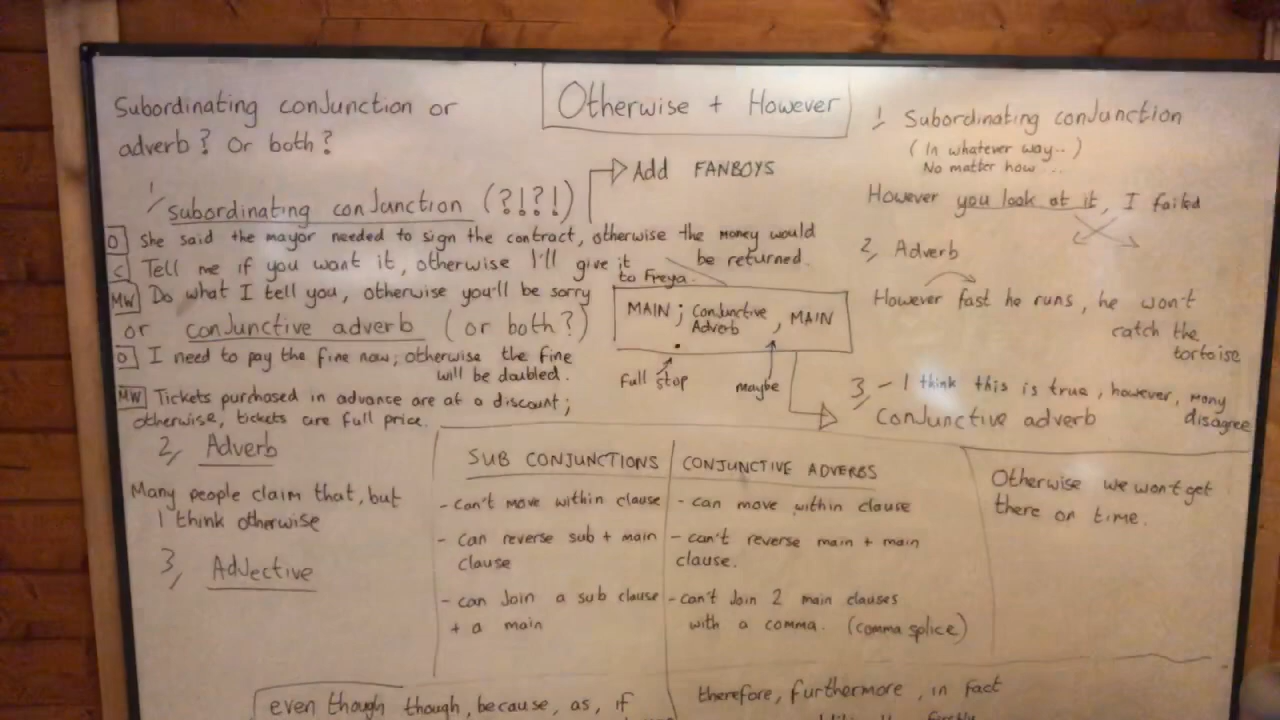 Otherwise + However
Subordinating conjunction or
adverb? Or both?
1, subordinating conjunction (?!?!)
Add FANBOYS
O She said the mayor needed to sign the contract, otherwise the money would
be returned.
C Tell me if you want it, otherwise I'll give it
to Freya.
MW Do what I tell you, otherwise you'll be sorry
or conjunctive adverb (or both?)
O I need to pay the fine now; otherwise the fine
will be doubled.
MW Tickets purchased in advance are at a discount;
otherwise, tickets are full price.
2, Adverb
Many people claim that, but
I think otherwise
3, Adjective
MAIN ; Conjunctive Adverb , MAIN
.
Full stop
maybe
1, Subordinating conjunction
(In whatever way..)
No matter how ...
However you look at it, I failed
2, Adverb
However fast he runs, he won't
catch the
tortoise
3, - I think this is true, however, many
disagree
Conjunctive adverb
SUB CONJUNCTIONS
- can't move within clause
- can reverse sub + main
clause
- can join a sub clause
+ a main
CONJUNCTIVE ADVERBS
- can move within clause
- can't reverse main + main
clause.
- can't join 2 main clauses
with a comma. (comma splice)
Otherwise we won't get
there on time.
even though though, because, as, if
therefore, furthermore, in fact